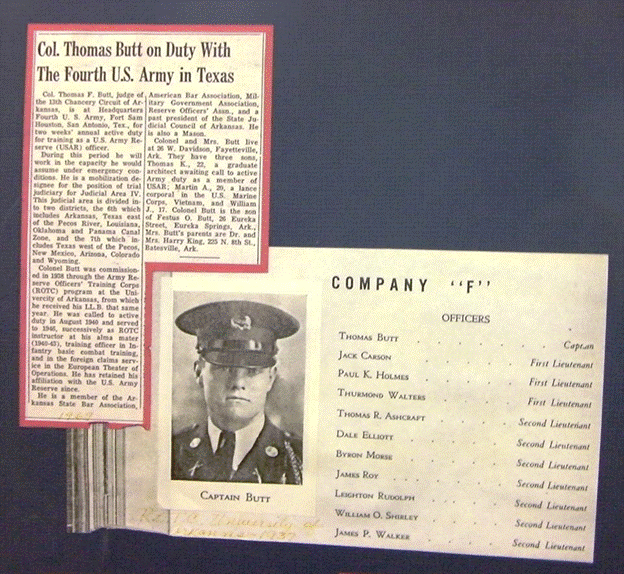 Col. Thomas Butt on Duty With
The Fourth U.S. Army in Texas
Col. Thomas F. Butt, judge of
the 13th Chancery Circuit of Ar-
kansas, is at Headquarters
Fourth U. S. Army, Fort Sam
Houston, San Antonio, Tex., for
two weeks' annual active duty
for training as a U.S. Army Re-
serve (USAR) officer.
During this period he will
work in the capacity he would
assume under emergency con-
ditions. He is a mobilization de-
signee for the position of trial
judiciary for Judicial Area IV.
This judicial area is divided in-
to two districts, the 6th which
includes Arkansas, Texas east
of the Pecos River, Louisiana,
Oklahoma and Panama Canal
Zone, and the 7th which in-
cludes Texas west of the Pecos,
New Mexico, Arizona, Colorado
and Wyoming.
Colonel Butt was commission-
ed in 1938 through the Army Re-
serve Officers' Training Corps
(ROTC) program at the Uni-
vercity of Arkansas, from which
he received his LL.B. that same
year. He was called to active
duty in August 1940 and served
to 1946, successively as ROTC
instructor at his alma mater
(1940-43), training officer in In-
fantry basic combat training,
and in the foreign claims serv-
ice in the European Theater of
Operations. He has retained his
affiliation with the U.S. Army
Reserve since.
He is a member of the Ar-
kansas State Bar Association,
American Bar Association, Mil-
itary Government Association,
Reserve Officers' Assn., and a
past president of the State Ju-
dicial Council of Arkansas. He
is also a Mason.
Colonel and Mrs. Butt live
at 26 W. Davidson, Fayetteville,
Ark. They have three sons,
Thomas K., 23, a graduate
architect awaiting call to active
Army duty as a member of
USAR; Martin A., 20, a lance
corporal in the U.S. Marine
Corps, Vietnam, and William
J., 17. Colonel Butt is the son
of Festus O. Butt, 26 Eureka
Street, Eureka Springs, Ark.,
Mrs. Butt's parents are Dr. and
Mrs. Harry King, 225 N. 8th St.,
Batesville, Ark.
COMPANY "F"
OFFICERS
THOMAS BUTT . . . . . . Captain
JACK CARSON . . . . . . First Lieutenant
PAUL K. HOLMES . . . . . . First Lieutenant
THURMOND WALTERS . . . . . . First Lieutenant
THOMAS R. ASHCRAFT . . . . . . Second Lieutenant
DALE ELLIOTT . . . . . . Second Lieutenant
BYRON MORSE . . . . . . Second Lieutenant
JAMES ROY . . . . . . Second Lieutenant
LEIGHTON RUDOLPH . . . . . . Second Lieutenant
WILLIAM O. SHIRLEY . . . . . . Second Lieutenant
JAMES P. WALKER . . . . . . Second Lieutenant
CAPTAIN BUTT
1969
University of
1937